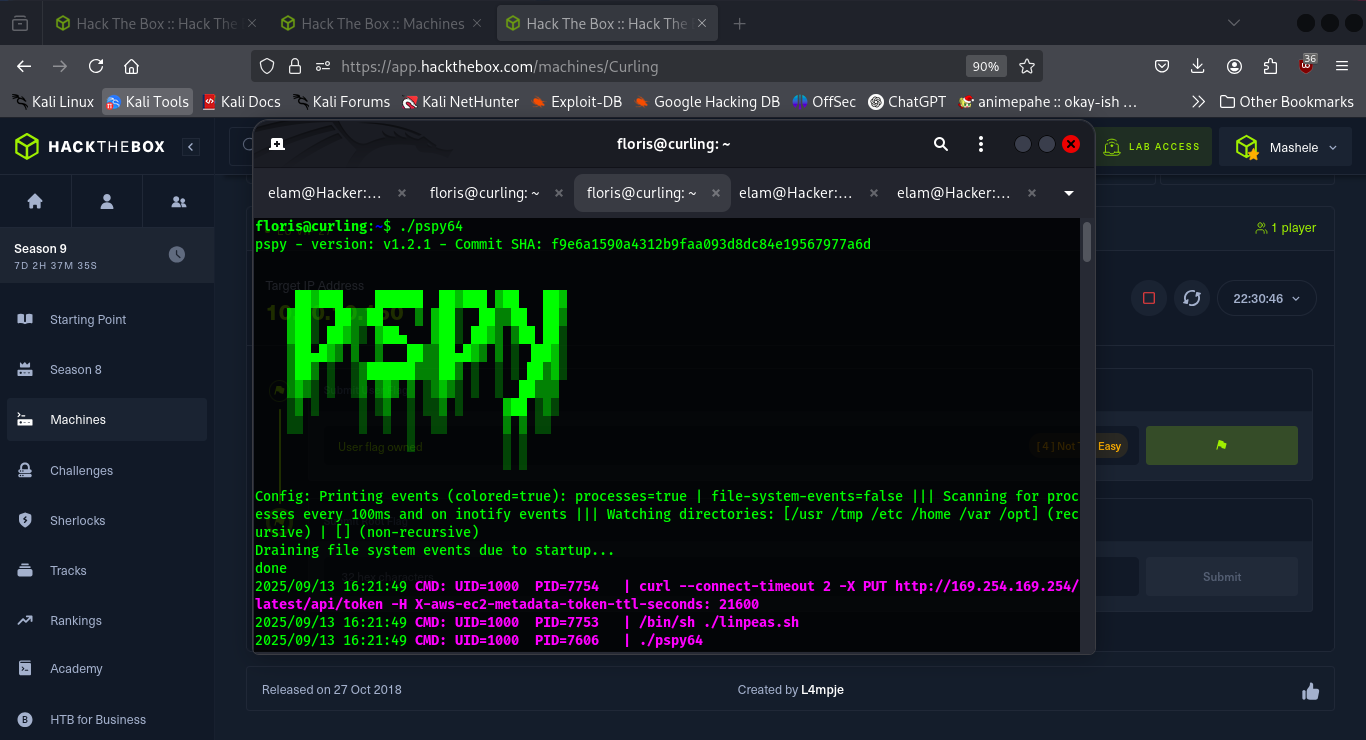 Hack The Box :: Hack The
Hack The Box :: Machines
Hack The Box :: Hack The
https://app.hackthebox.com/machines/Curling
90%
36
Kali Linux
Kali Tools
Kali Docs
Kali Forums
Kali NetHunter
Exploit-DB
Google Hacking DB
OffSec
ChatGPT
animepahe :: okay-ish ...
Other Bookmarks
HACKTHEBOX
floris@curling: ~
LAB ACCESS
Mashele
elam@Hacker:...
floris@curling: ~
floris@curling: ~
elam@Hacker:...
elam@Hacker:...
Season 9
7D 2H 37M 35S
Starting Point
Season 8
Machines
Challenges
Sherlocks
Tracks
Rankings
Academy
HTB for Business
floris@curling:~$ ./pspy64
pspy - version: v1.2.1 - Commit SHA: f9e6a1590a4312b9faa093d8dc84e19567977a6d
Target IP Address
pspy
User flag owned
Config: Printing events (colored=true): processes=true | file-system-events=false ||| Scanning for proc
esses every 100ms and on inotify events ||| Watching directories: [/usr /tmp /etc /home /var /opt] (rec
ursive) | [] (non-recursive)
Draining file system events due to startup...
done
2025/09/13 16:21:49 CMD: UID=1000 PID=7754 | curl --connect-timeout 2 -X PUT http://169.254.169.254/
latest/api/token -H X-aws-ec2-metadata-token-ttl-seconds: 21600
2025/09/13 16:21:49 CMD: UID=1000 PID=7753 | /bin/sh ./linpeas.sh
2025/09/13 16:21:49 CMD: UID=1000 PID=7606 | ./pspy64
1 player
22:30:46
[ 4 ] Not Easy
Submit
Released on 27 Oct 2018
Created by L4mpje